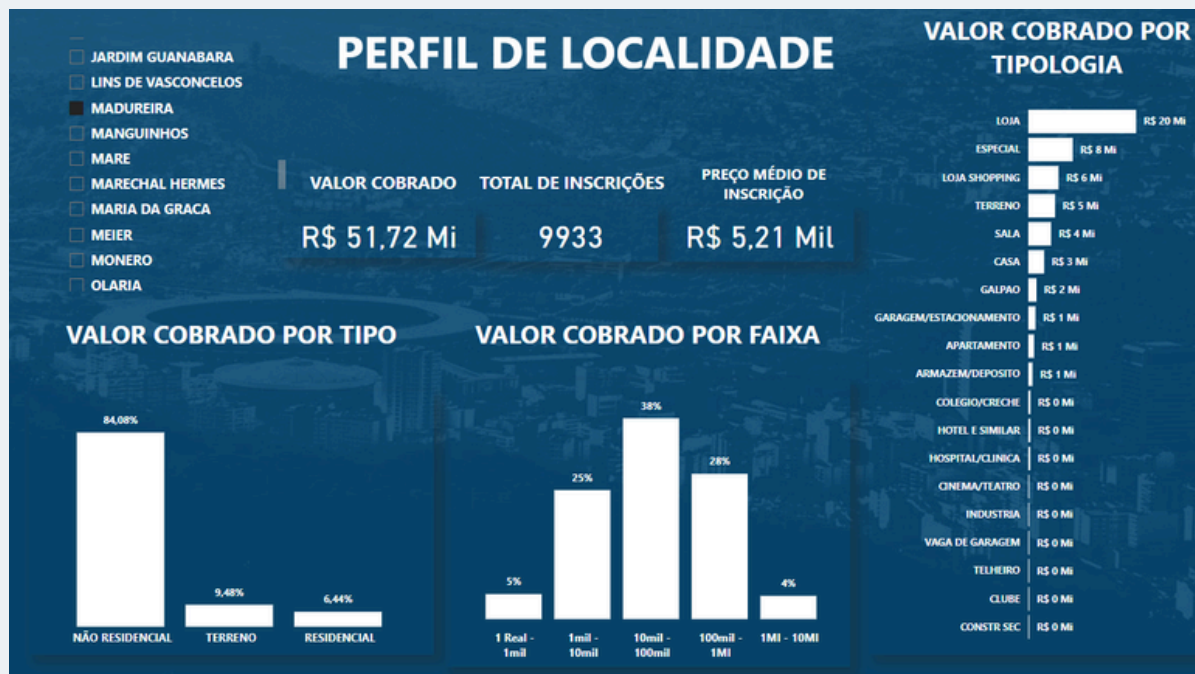 JARDIM GUANABARA
LINS DE VASCONCELOS
MADUREIRA
MANGUINHOS
MARE
MARECHAL HERMES
MARIA DA GRACA
MEIER
MONERO
OLARIA
PERFIL DE LOCALIDADE
VALOR COBRADO
R$ 51,72 Mi
TOTAL DE INSCRIÇÕES
9933
PREÇO MÉDIO DE
INSCRIÇÃO
R$ 5,21 Mil
VALOR COBRADO POR TIPO
84,08%
9,48%
6,44%
NÃO RESIDENCIAL
TERRENO
RESIDENCIAL
VALOR COBRADO POR FAIXA
5%
25%
38%
28%
4%
1 Real -
1mil
1mil -
10mil
10mil -
100mil
100mil -
1MI
1MI - 10MI
VALOR COBRADO POR
TIPOLOGIA
LOJA R$ 20 Mi
ESPECIAL R$ 8 Mi
LOJA SHOPPING R$ 6 Mi
TERRENO R$ 5 Mi
SALA R$ 4 Mi
CASA R$ 3 Mi
GALPAO R$ 2 Mi
GARAGEM/ESTACIONAMENTO R$ 1 Mi
APARTAMENTO R$ 1 Mi
ARMAZEM/DEPOSITO R$ 1 Mi
COLEGIO/CRECHE R$ 0 Mi
HOTEL E SIMILAR R$ 0 Mi
HOSPITAL/CLINICA R$ 0 Mi
CINEMA/TEATRO R$ 0 Mi
INDUSTRIA R$ 0 Mi
VAGA DE GARAGEM R$ 0 Mi
TELHEIRO R$ 0 Mi
CLUBE R$ 0 Mi
CONSTR SEC R$ 0 Mi